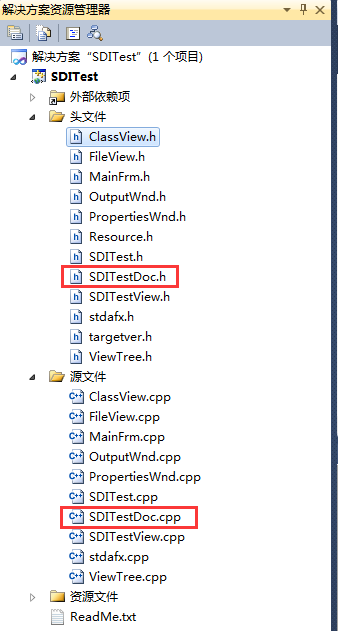 解决方案资源管理器
解决方案“SDITest” (1 个项目)
SDITest
外部依赖项
头文件
ClassView.h
FileView.h
MainFrm.h
OutputWnd.h
PropertiesWnd.h
Resource.h
SDITest.h
SDITestDoc.h
SDITestView.h
stdafx.h
targetver.h
ViewTree.h
源文件
ClassView.cpp
FileView.cpp
MainFrm.cpp
OutputWnd.cpp
PropertiesWnd.cpp
SDITest.cpp
SDITestDoc.cpp
SDITestView.cpp
stdafx.cpp
ViewTree.cpp
资源文件
ReadMe.txt